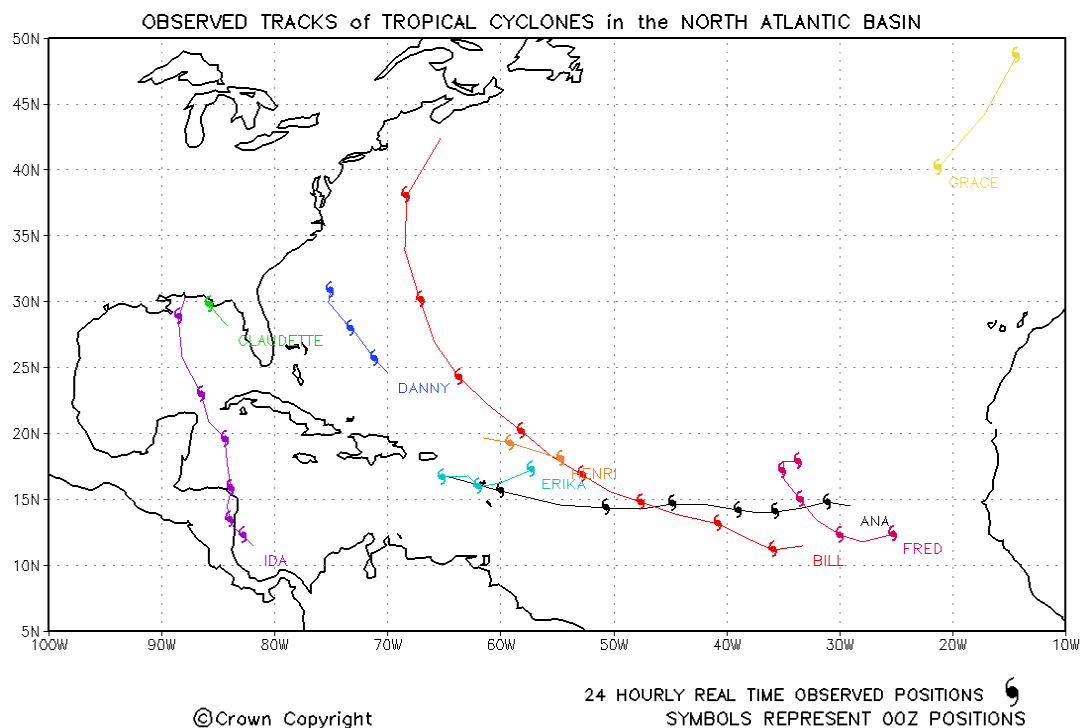 OBSERVED TRACKS of TROPICAL CYCLONES in the NORTH ATLANTIC BASIN
50N
45N
GRACE
40N
35N
30N
CLAUDETTE
25N
DANNY
20N
HENRI
ERIKA
15N
ANA
FRED
IDA
BILL
10N
5N
100W 90W 80W 70W 60W 50W 40W 30W 20W 10W
24 HOURLY REAL TIME OBSERVED POSITIONS
©Crown Copyright
SYMBOLS REPRESENT 00Z POSITIONS